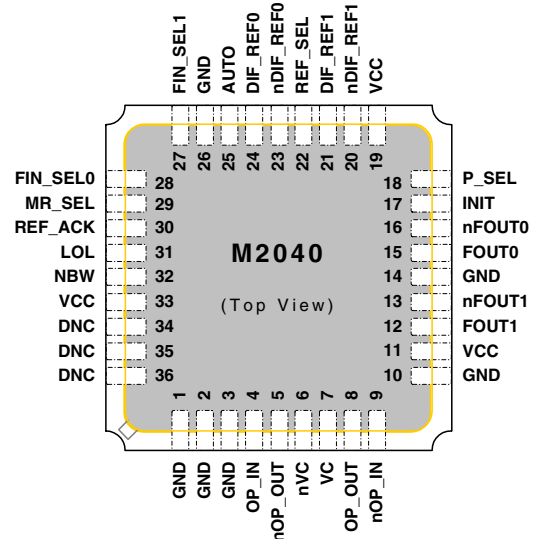 FIN_SEL1
GND
AUTO
DIF_REF0
nDIF_REF0
REF_SEL
DIF_REF1
nDIF_REF1
VCC
27 26 25 24 23 22 21 20 19
FIN_SEL0 28
MR_SEL 29
REF_ACK 30
LOL 31
NBW 32
VCC 33
DNC 34
DNC 35
DNC 36
M2040
(Top View)
18 P_SEL
17 INIT
16 nFOUT0
15 FOUT0
14 GND
13 nFOUT1
12 FOUT1
11 VCC
10 GND
1 2 3 4 5 6 7 8 9
GND
GND
GND
OP_IN
nOP_OUT
nVC
VC
OP_OUT
nOP_IN